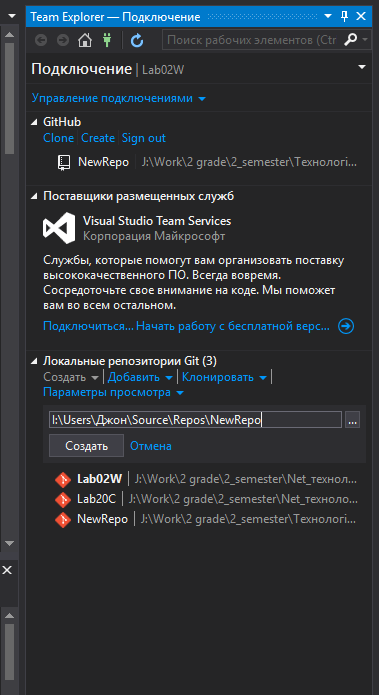 Team Explorer — Подключение
Поиск рабочих элементов (Ctr
Подключение | Lab02W
Управление подключениями
GitHub
Clone | Create | Sign out
NewRepo | J:\Work\2 grade\2_semester\Технологі...
Поставщики размещенных служб
Visual Studio Team Services
Корпорация Майкрософт
Службы, которые помогут вам организовать поставку
высококачественного ПО. Всегда вовремя.
Сосредоточьте свое внимание на коде. Мы поможем
вам во всем остальном.
Подключиться... Начать работу с бесплатной верс...
Локальные репозитории Git (3)
Создать | Добавить | Клонировать |
Параметры просмотра
I:\Users\Джон\Source\Repos\NewRepo
...
Создать Отмена
Lab02W | J:\Work\2 grade\2_semester\Net_технол...
Lab20C | J:\Work\2 grade\2_semester\Net_техноло...
NewRepo | J:\Work\2 grade\2_semester\Технологі...